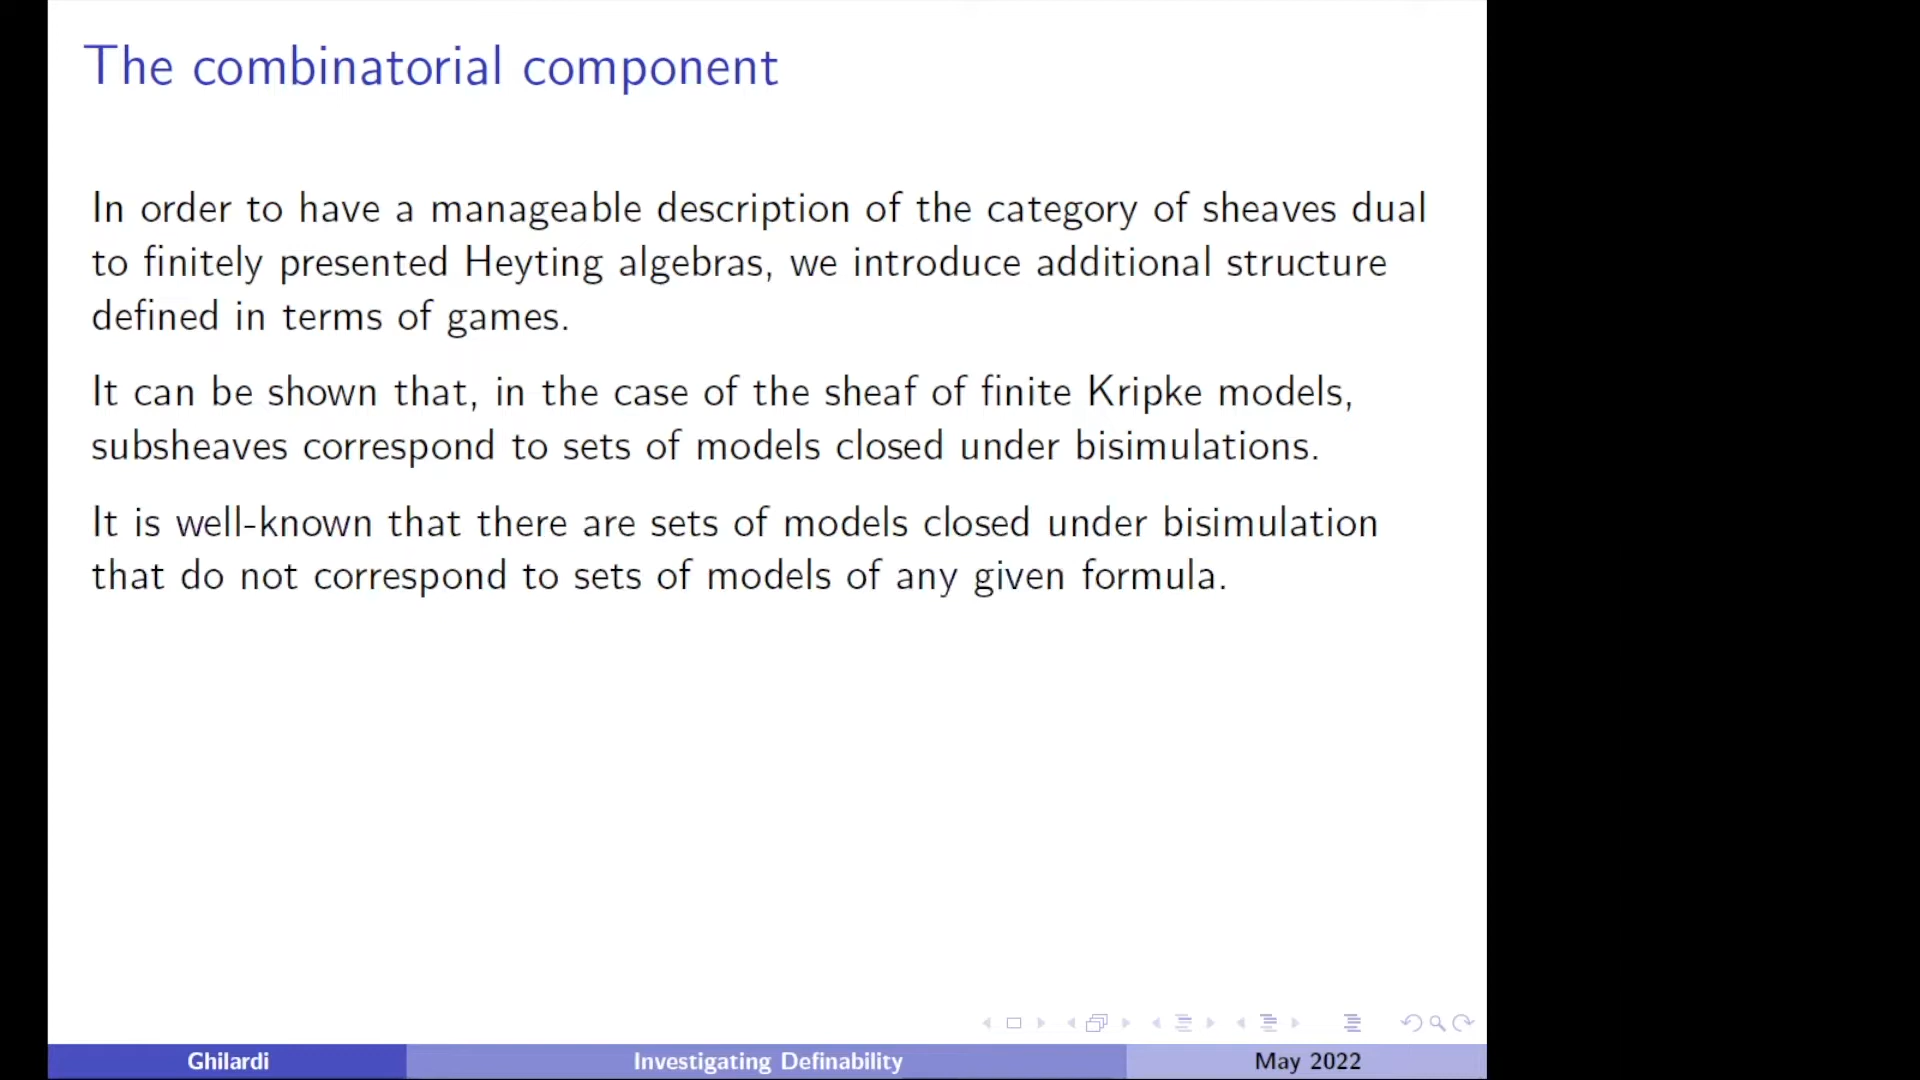 The combinatorial component
In order to have a manageable description of the category of sheaves dual
to finitely presented Heyting algebras, we introduce additional structure
defined in terms of games.
It can be shown that, in the case of the sheaf of finite Kripke models,
subsheaves correspond to sets of models closed under bisimulations.
It is well-known that there are sets of models closed under bisimulation
that do not correspond to sets of models of any given formula.
Ghilardi
Investigating Definability
May 2022